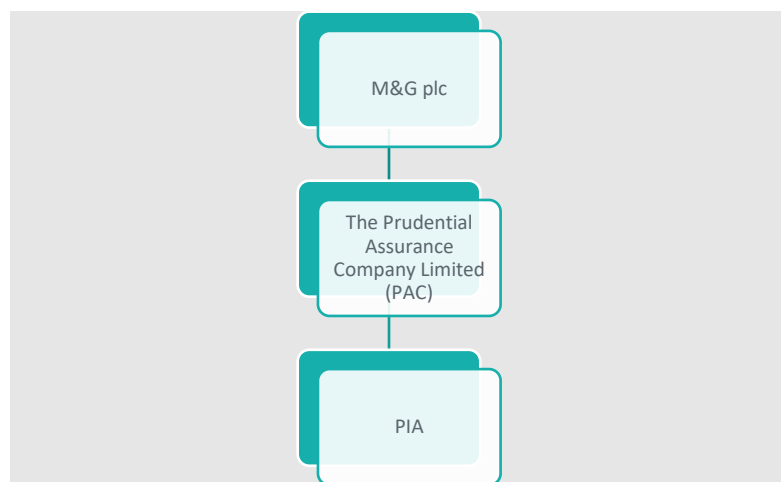 M&G plc
The Prudential
Assurance
Company Limited
(PAC)
PIA